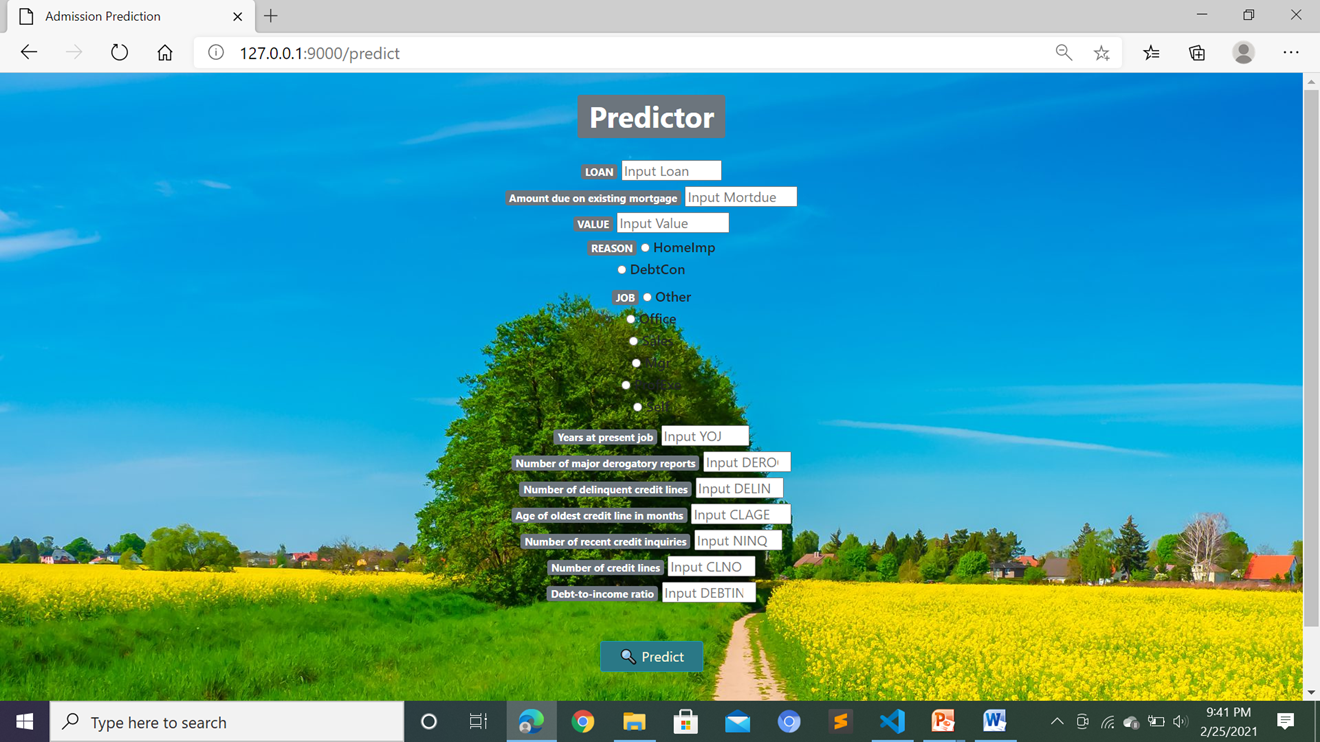 Admission Prediction
127.0.0.1:9000/predict
Predictor
LOAN Input Loan
Amount due on existing mortgage Input Mortdue
VALUE Input Value
REASON HomeImp
DebtCon
JOB Other
Office
Sales
Self
Years at present job Input YOJ
Number of major derogatory reports Input DERO
Number of delinquent credit lines Input DELIN
Age of oldest credit line in months Input CLAGE
Number of recent credit inquiries Input NINQ
Number of credit lines Input CLNO
Debt-to-income ratio Input DEBTIN
Predict
Type here to search
9:41 PM
2/25/2021